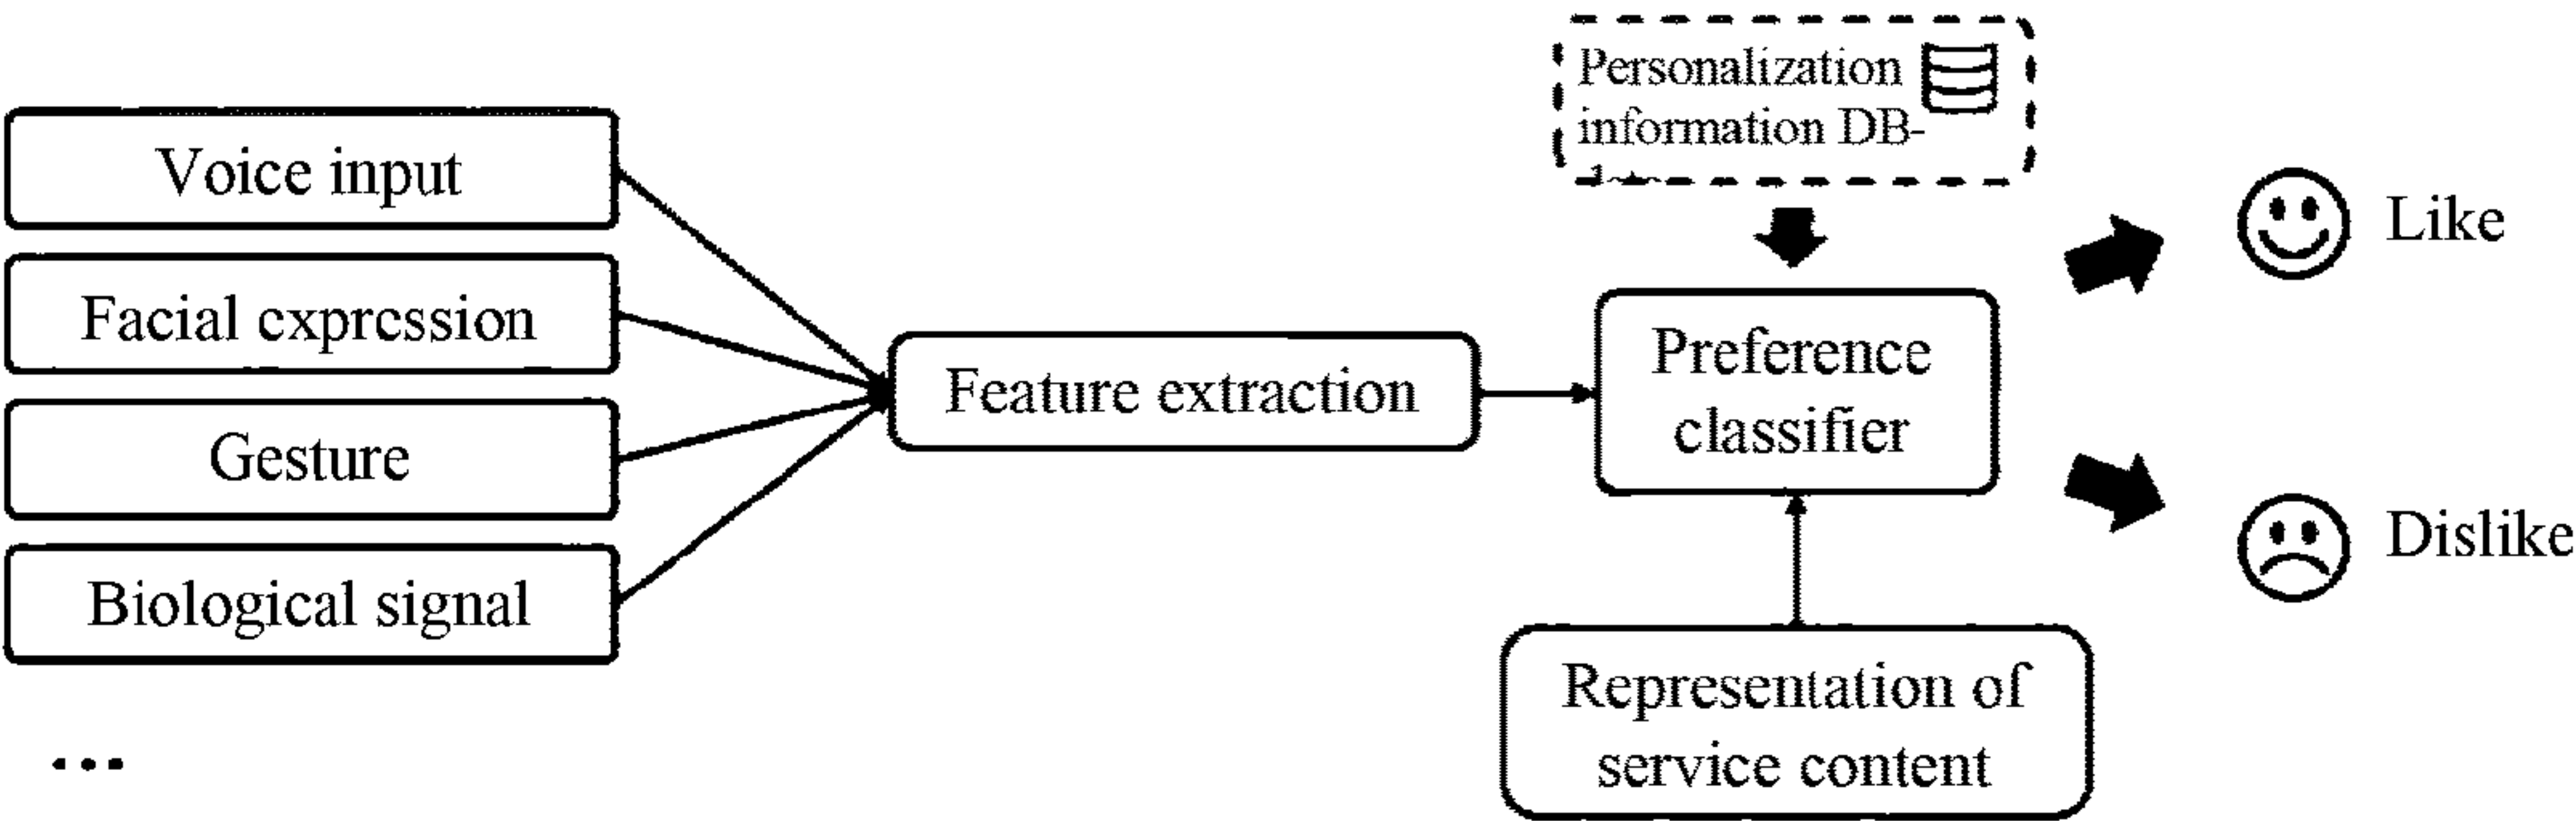 Voice input
Facial expression
Gesture
Biological signal
...
Feature extraction
Personalization
information DB-
Preference
classifier
Representation of
service content
Like
Dislike